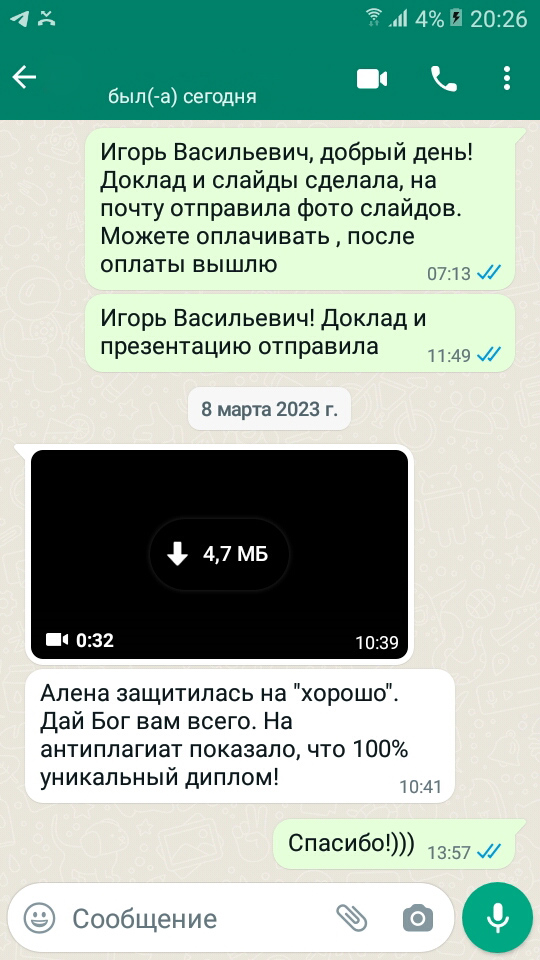 4% 20:26
был(-а) сегодня
Игорь Васильевич, добрый день!
Доклад и слайды сделала, на
почту отправила фото слайдов.
Можете оплачивать , после
оплаты вышлю
07:13
Игорь Васильевич! Доклад и
презентацию отправила
11:49
8 марта 2023 г.
4,7 МБ
0:32
10:39
Алена защитилась на "хорошо".
Дай Бог вам всего. На
антиплагиат показало, что 100%
уникальный диплом!
10:41
Спасибо!)))
13:57
Сообщение